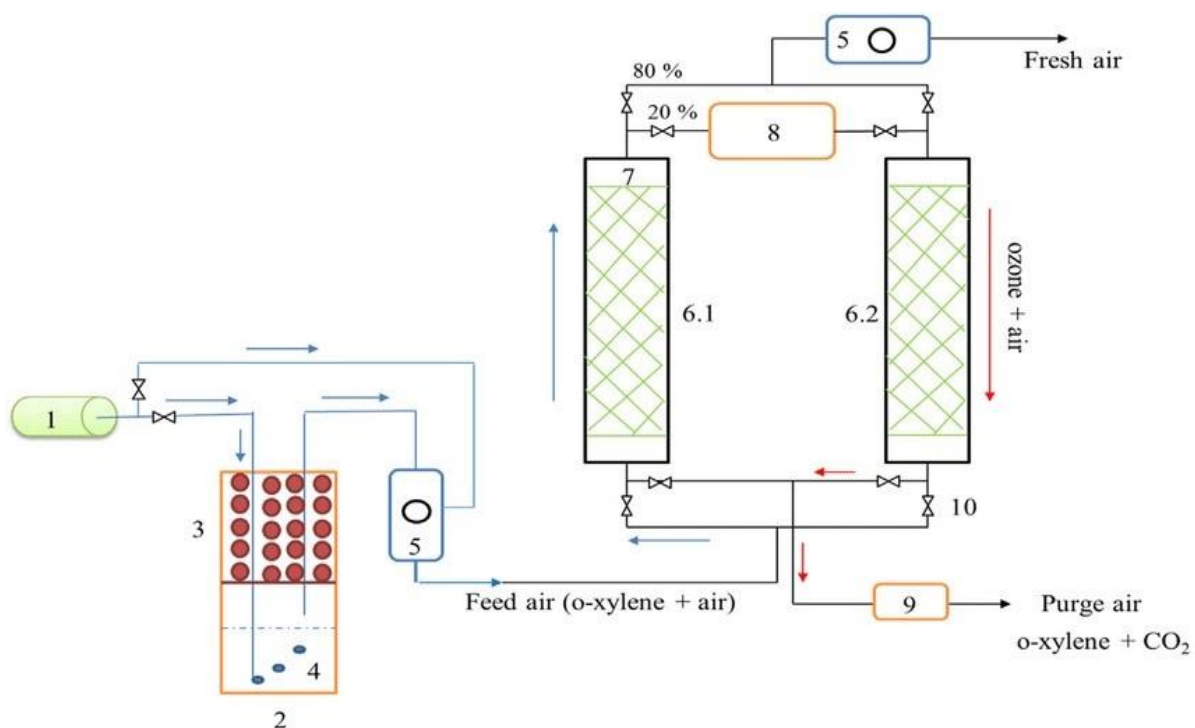 5
Fresh air
80 %
20 %
8
7
6.1
6.2
ozone + air
1
3
5
10
Feed air (o-xylene + air)
9
Purge air
o-xylene + CO₂
4
2